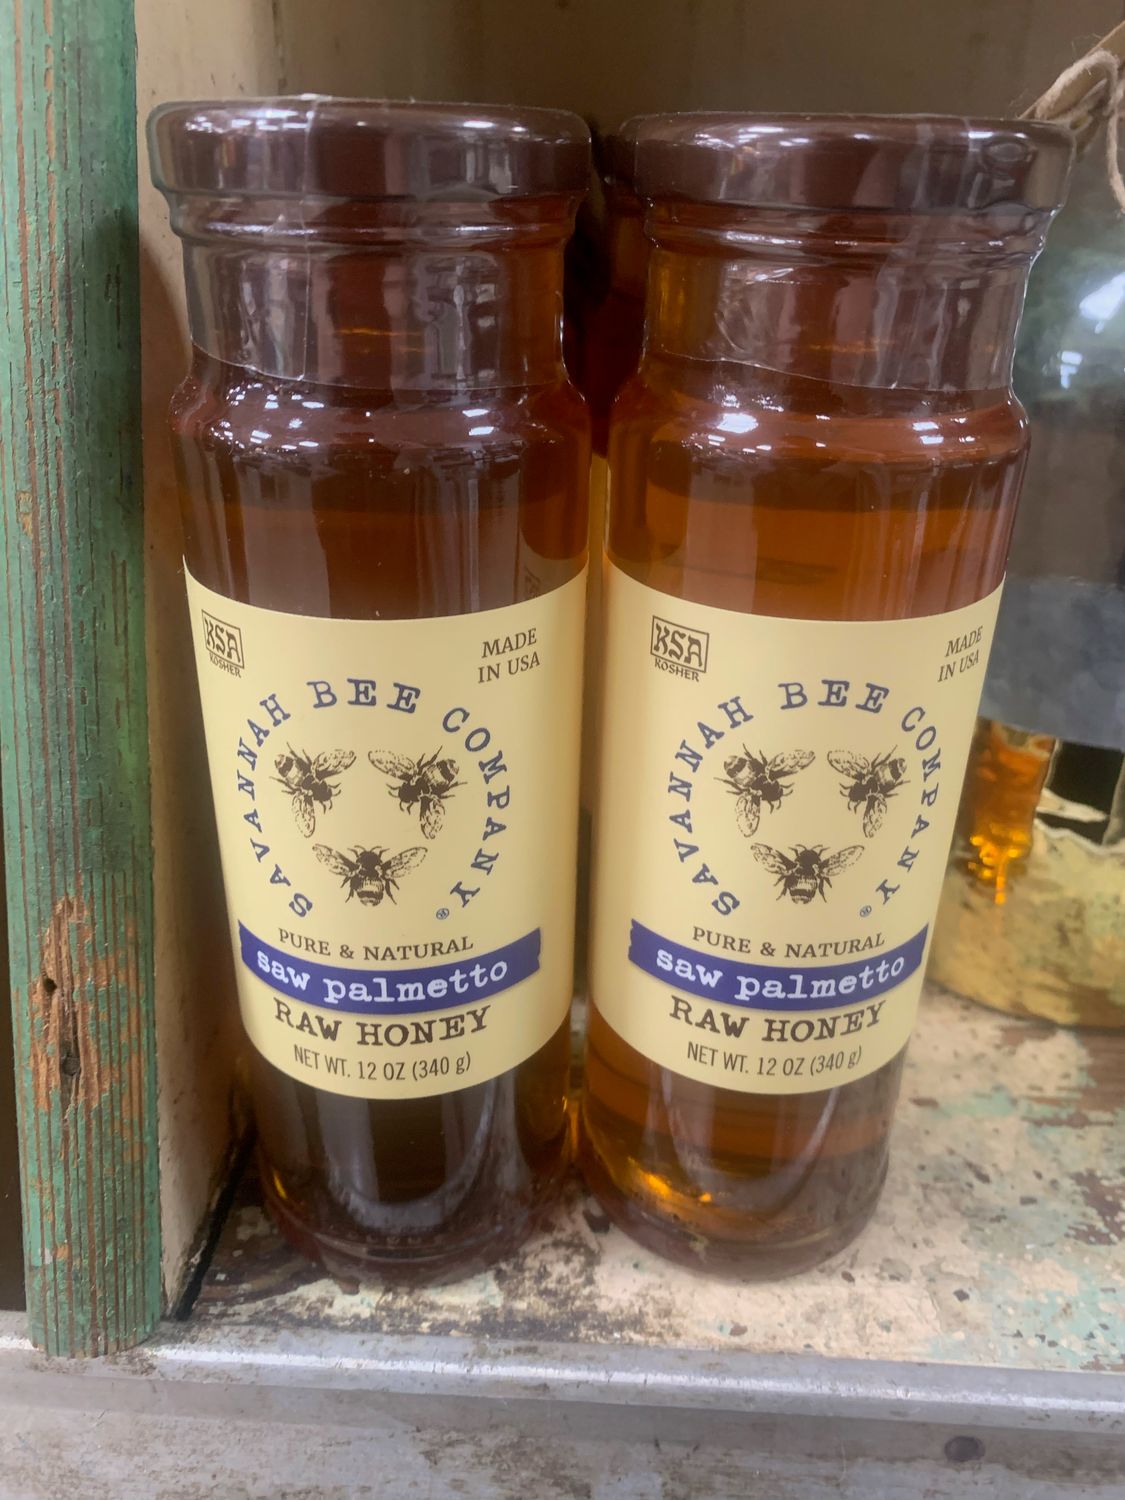 KSA
KOSHER
MADE
IN USA
SAVANNAH BEE COMPANY®
PURE & NATURAL
saw palmetto
RAW HONEY
NET WT. 12 OZ (340 g)
KSA
KOSHER
MADE
IN USA
SAVANNAH BEE COMPANY®
PURE & NATURAL
saw palmetto
RAW HONEY
NET WT. 12 OZ (340 g)